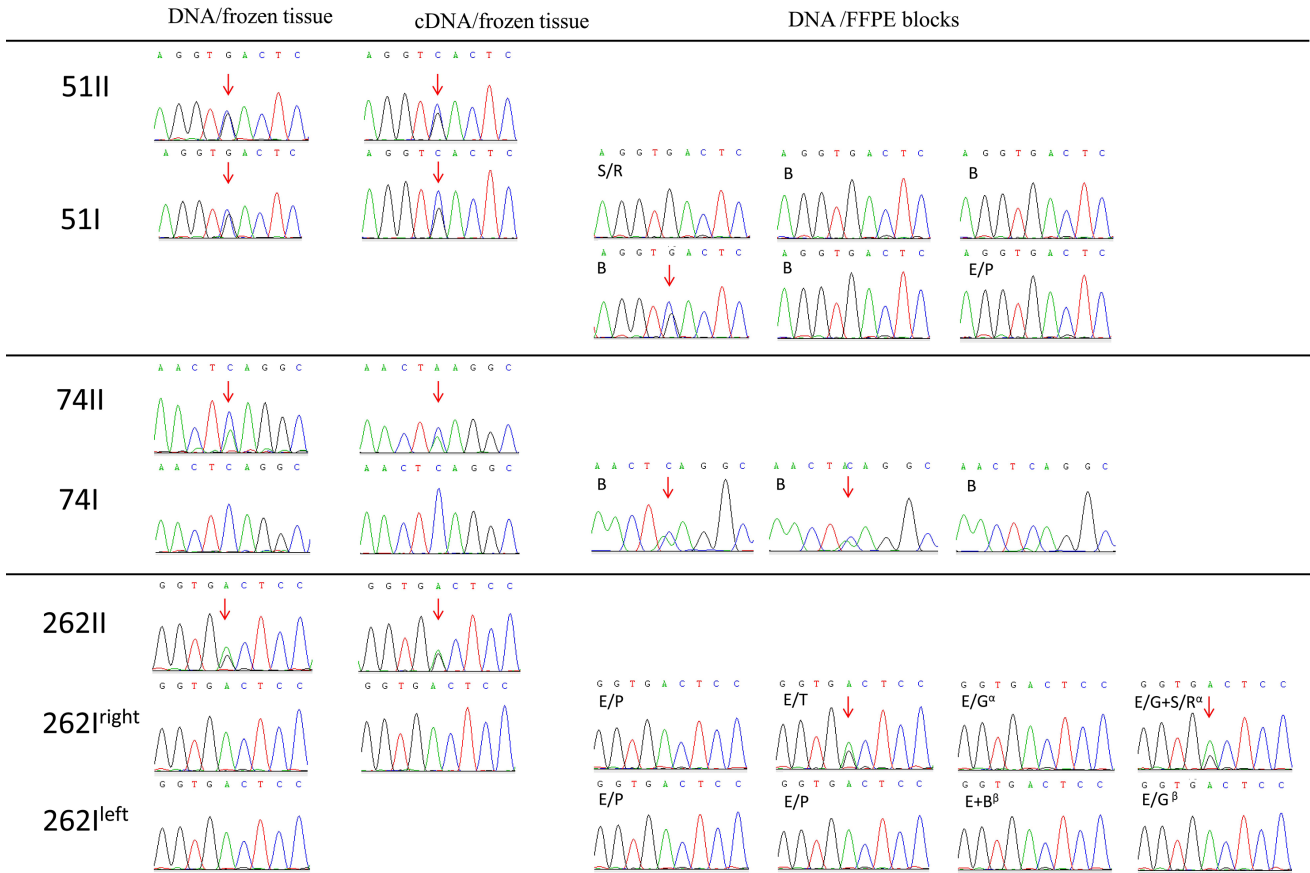 DNA/frozen tissue cDNA/frozen tissue DNA /FFPE blocks
A G G T G A C T C A G G T C A C T C
51II
A G G T G A C T C A G G T C A C T C A G G T G A C T C A G G T G A C T C A G G T G A C T C
S/R B B
51I
A G G T G A C T C A G G T G A C T C A G G T G A C T C
B B E/P
A A C T C A G G C A A C T A A G G C
74II
A A C T C A G G C A A C T C A G G C A A C T C A G G C A A C T A C A G G C A A C T C A G G C
74I B B B
G G T G A C T C C G G T G A C T C C
262II
G G T G A C T C C G G T G A C T C C G G T G A C T C C G G T G A C T C C G G T G A C T C C G G T G A C T C C
262Iright E/P E/T E/Gα E/G+S/Rα
G G T G A C T C C G G T G A C T C C G G T G A C T C C G G T G A C T C C G G T G A C T C C
262Ileft E/P E/P E+Bβ E/Gβ